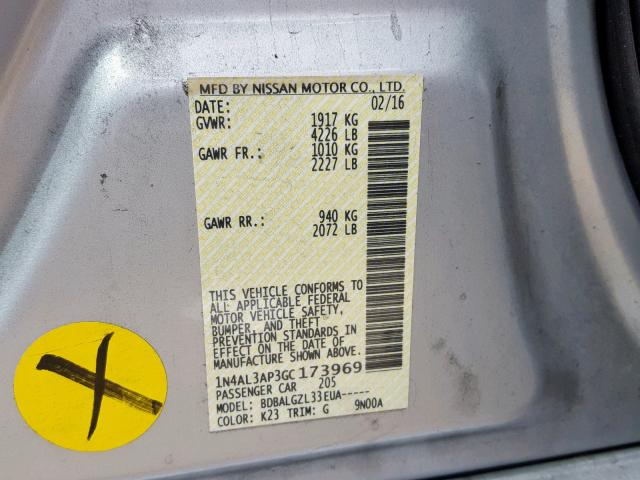 MFD BY NISSAN MOTOR CO., LTD.
DATE: 02/16
GVWR: 1917 KG
4226 LB
GAWR FR.: 1010 KG
2227 LB
GAWR RR.: 940 KG
2072 LB
THIS VEHICLE CONFORMS TO
ALL APPLICABLE FEDERAL
MOTOR VEHICLE SAFETY,
BUMPER, AND THEFT
PREVENTION STANDARDS IN
EFFECT ON THE DATE OF
MANUFACTURE SHOWN ABOVE.
1N4AL3AP3GC173969
PASSENGER CAR 205
MODEL: BDBALGZL33EUA-----
COLOR: K23 TRIM: G 9N00A
X